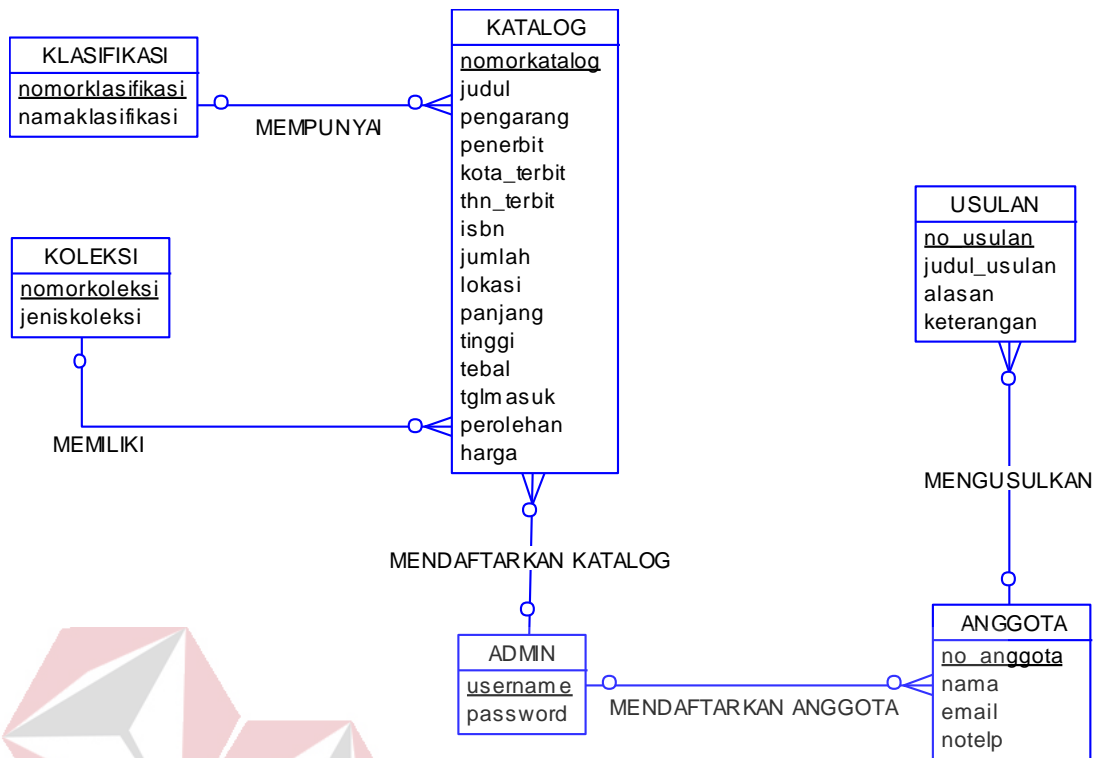 KLASIFIKASI
nomorklasifikasi
namaklasifikasi
MEMPUNYAI
KATALOG
nomorkatalog
judul
pengarang
penerbit
kota_terbit
thn_terbit
isbn
jumlah
lokasi
panjang
tinggi
tebal
tglmasuk
perolehan
harga
KOLEKSI
nomorkoleksi
jeniskoleksi
MEMILIKI
USULAN
no_usulan
judul_usulan
alasan
keterangan
MENGUSULKAN
MENDAFTARKAN KATALOG
ADMIN
username
password
MENDAFTARKAN ANGGOTA
ANGGOTA
no_anggota
nama
email
notelp